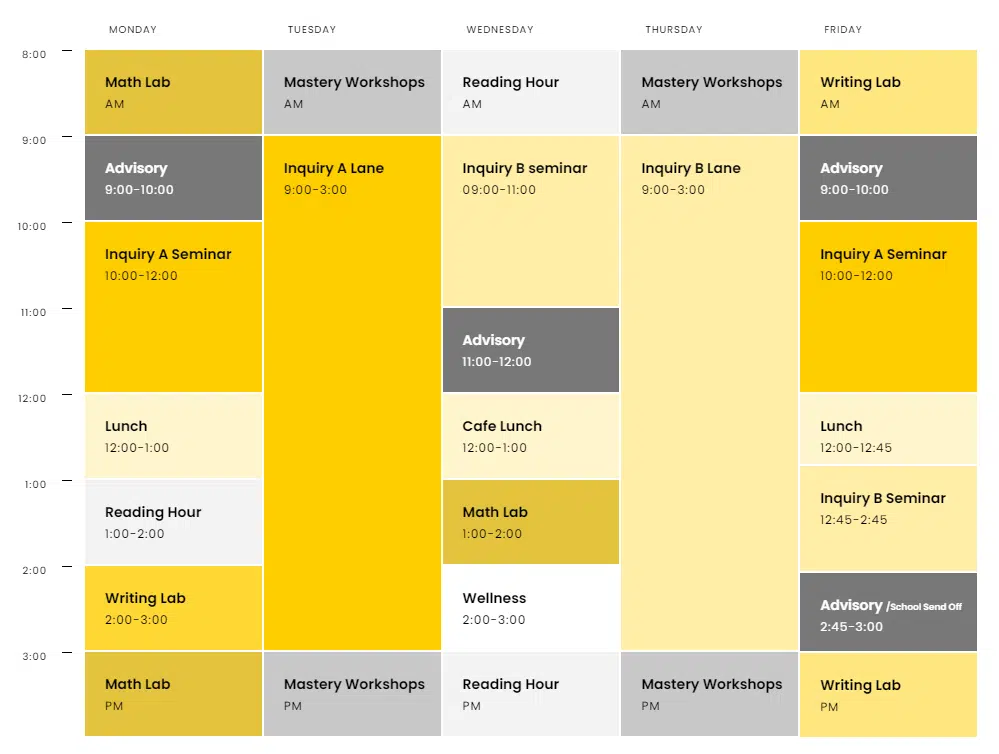 MONDAY TUESDAY WEDNESDAY THURSDAY FRIDAY
8:00
Math Lab Mastery Workshops Reading Hour Mastery Workshops Writing Lab
AM AM AM AM AM
9:00
Advisory Inquiry A Lane Inquiry B seminar Inquiry B Lane Advisory
9:00-10:00 9:00-3:00 09:00-11:00 9:00-3:00 9:00-10:00
10:00
Inquiry A Seminar Inquiry A Seminar
10:00-12:00 10:00-12:00
11:00
Advisory
11:00-12:00
12:00
Lunch Cafe Lunch Lunch
12:00-1:00 12:00-1:00 12:00-12:45
1:00
Inquiry B Seminar
Reading Hour Math Lab
12:45-2:45
1:00-2:00 1:00-2:00
2:00
Writing Lab Wellness Advisory /School Send Off
2:00-3:00 2:00-3:00 2:45-3:00
3:00
Math Lab Mastery Workshops Reading Hour Mastery Workshops Writing Lab
PM PM PM PM PM